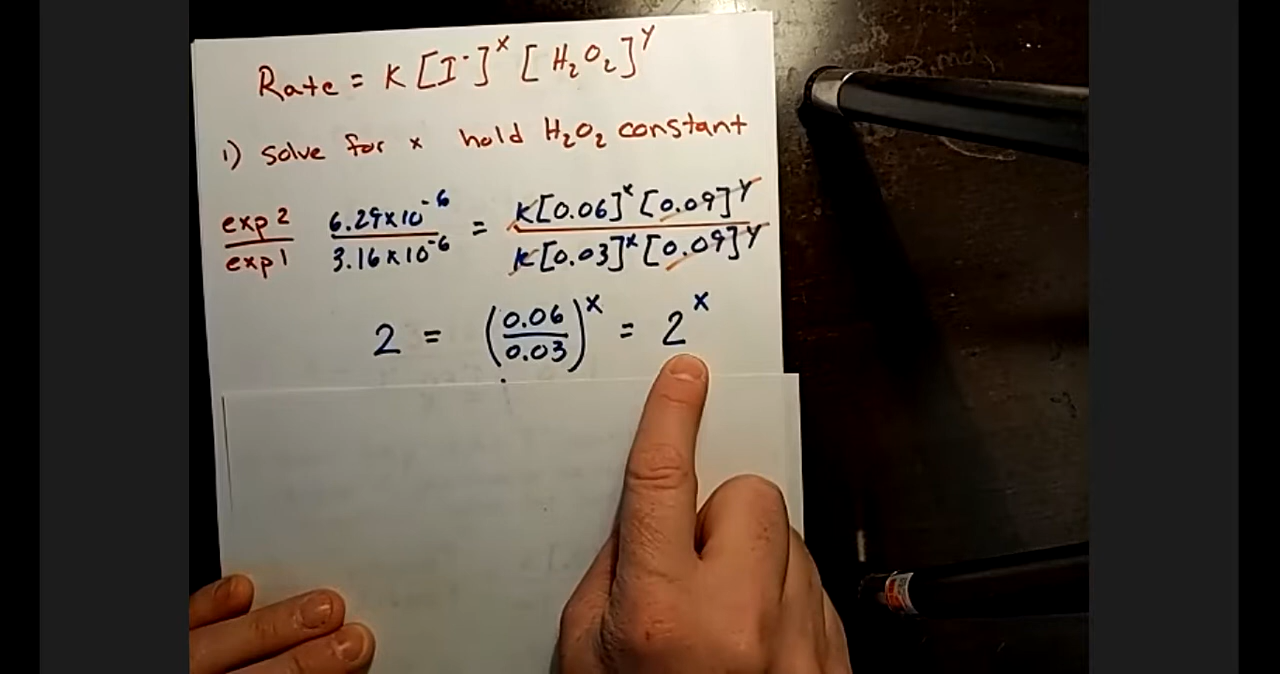 Rate = K [I⁻]ˣ [H₂O₂]ʸ
1) solve for x hold H₂O₂ constant
exp 2 / exp 1 6.29×10⁻⁶ / 3.16×10⁻⁶ = K[0.06]ˣ [0.09]ʸ / K[0.03]ˣ [0.09]ʸ
2 = (0.06 / 0.03)ˣ = 2ˣ